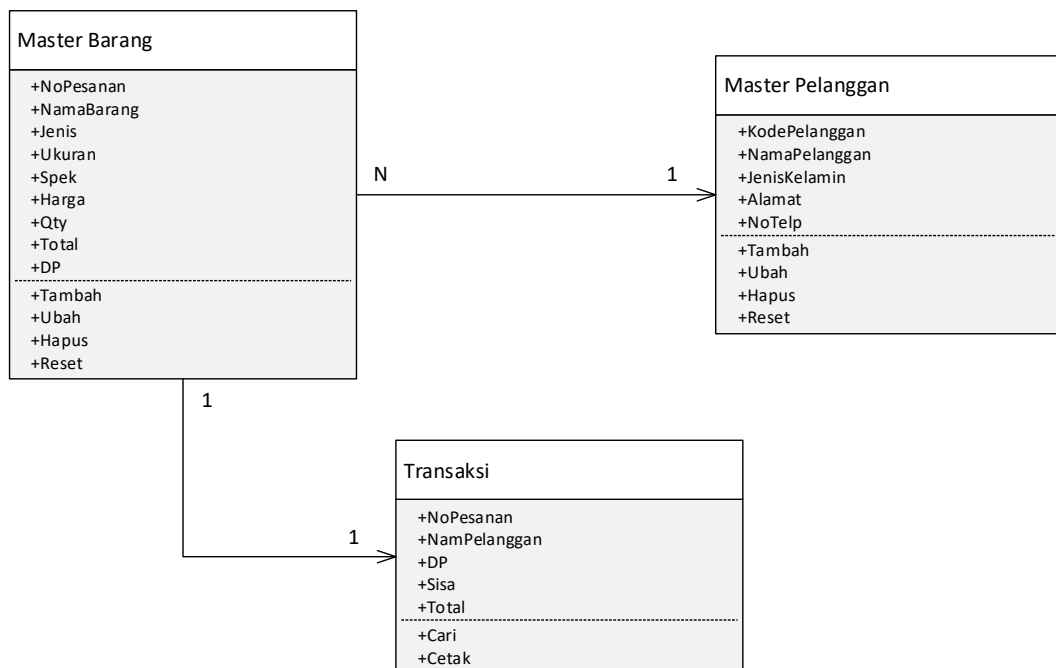 Master Barang
+NoPesanan
+NamaBarang
+Jenis
+Ukuran
+Spek
+Harga
+Qty
+Total
+DP
+Tambah
+Ubah
+Hapus
+Reset
N
1
Master Pelanggan
+KodePelanggan
+NamaPelanggan
+JenisKelamin
+Alamat
+NoTelp
+Tambah
+Ubah
+Hapus
+Reset
1
1
Transaksi
+NoPesanan
+NamPelanggan
+DP
+Sisa
+Total
+Cari
+Cetak